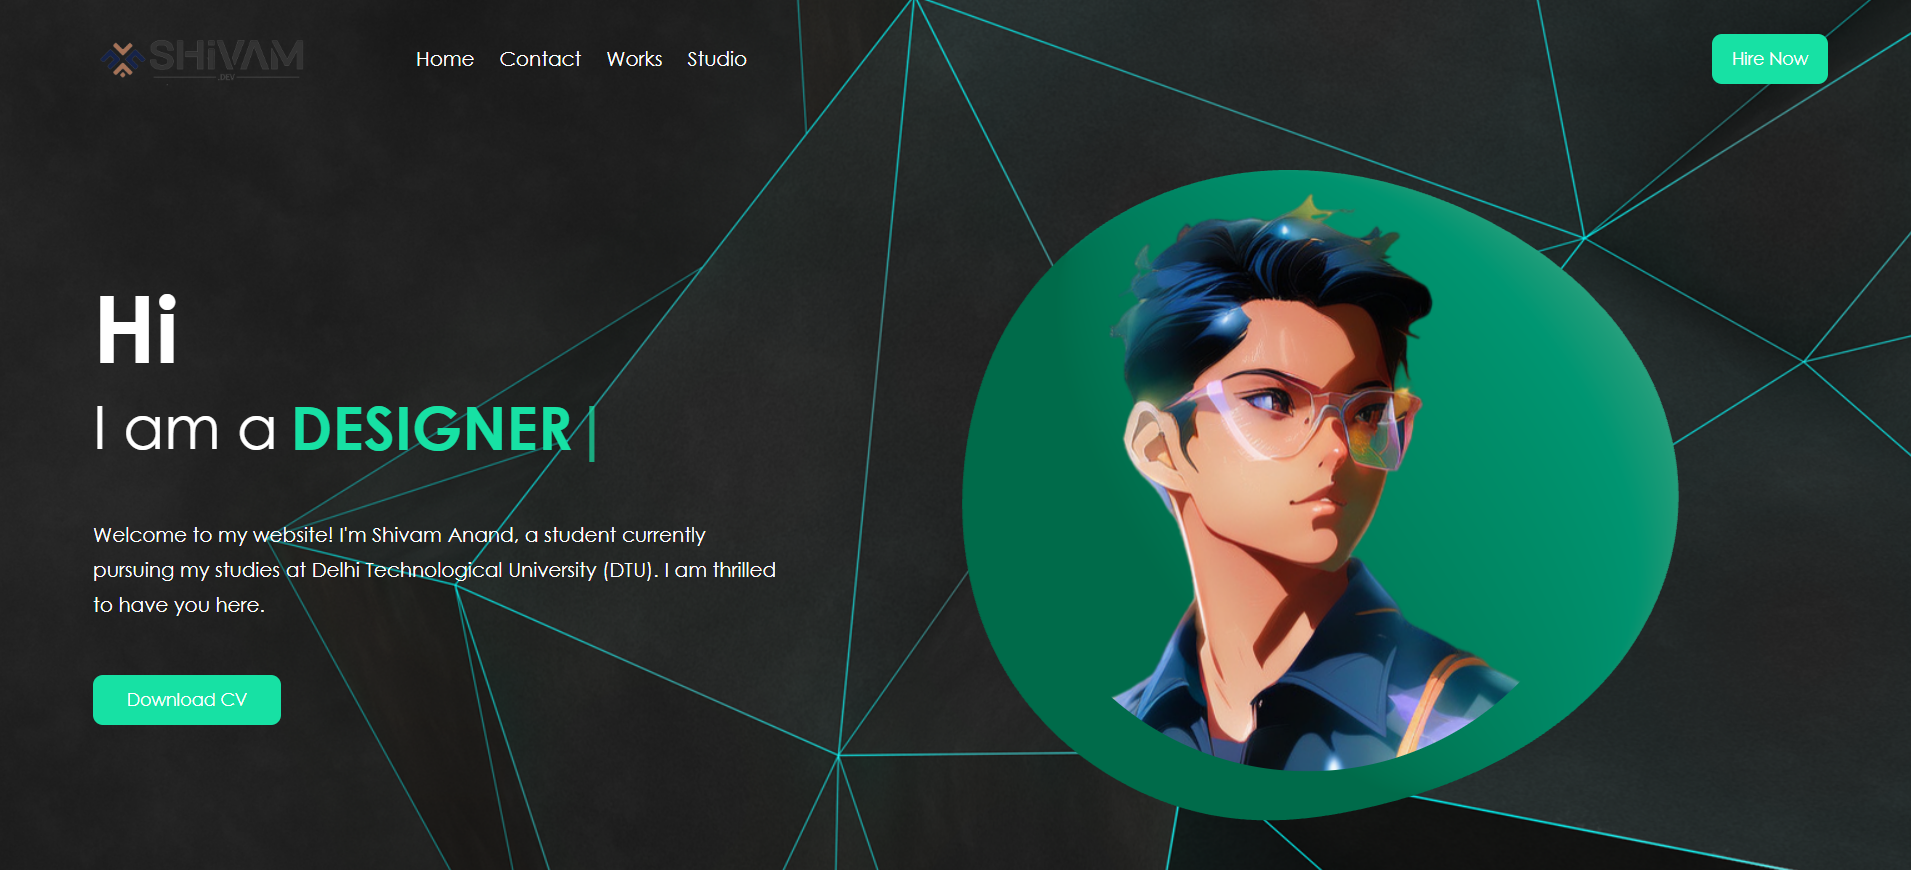 SHiVAM
.DEV
Home Contact Works Studio
Hire Now
Hi
I am a DESIGNER|
Welcome to my website! I'm Shivam Anand, a student currently
pursuing my studies at Delhi Technological University (DTU). I am thrilled
to have you here.
Download CV